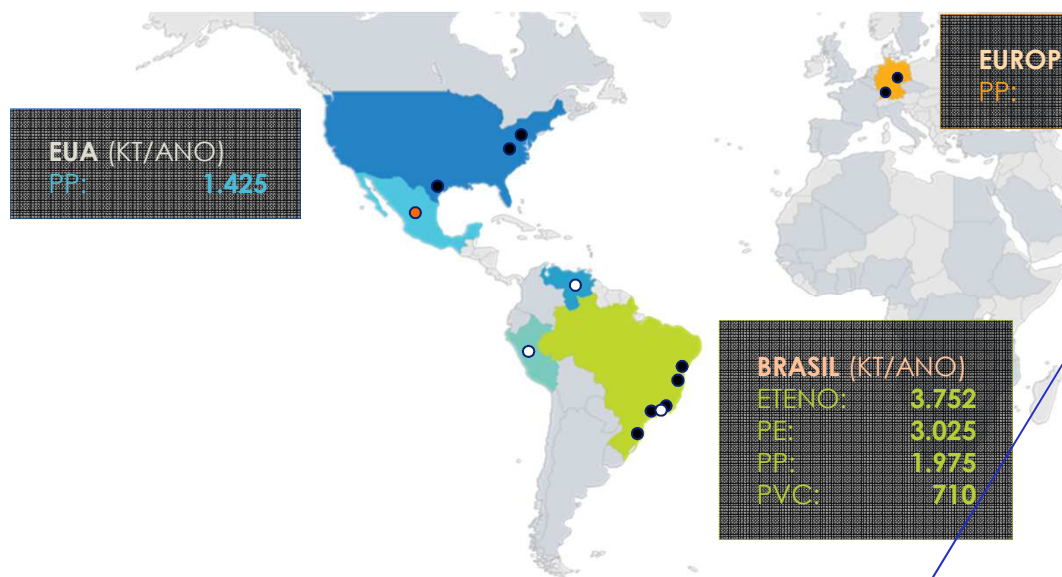 EUROP
PP:
EUA (KT/ANO)
PP: 1.425
BRASIL (KT/ANO)
ETENO: 3.752
PE: 3.025
PP: 1.975
PVC: 710